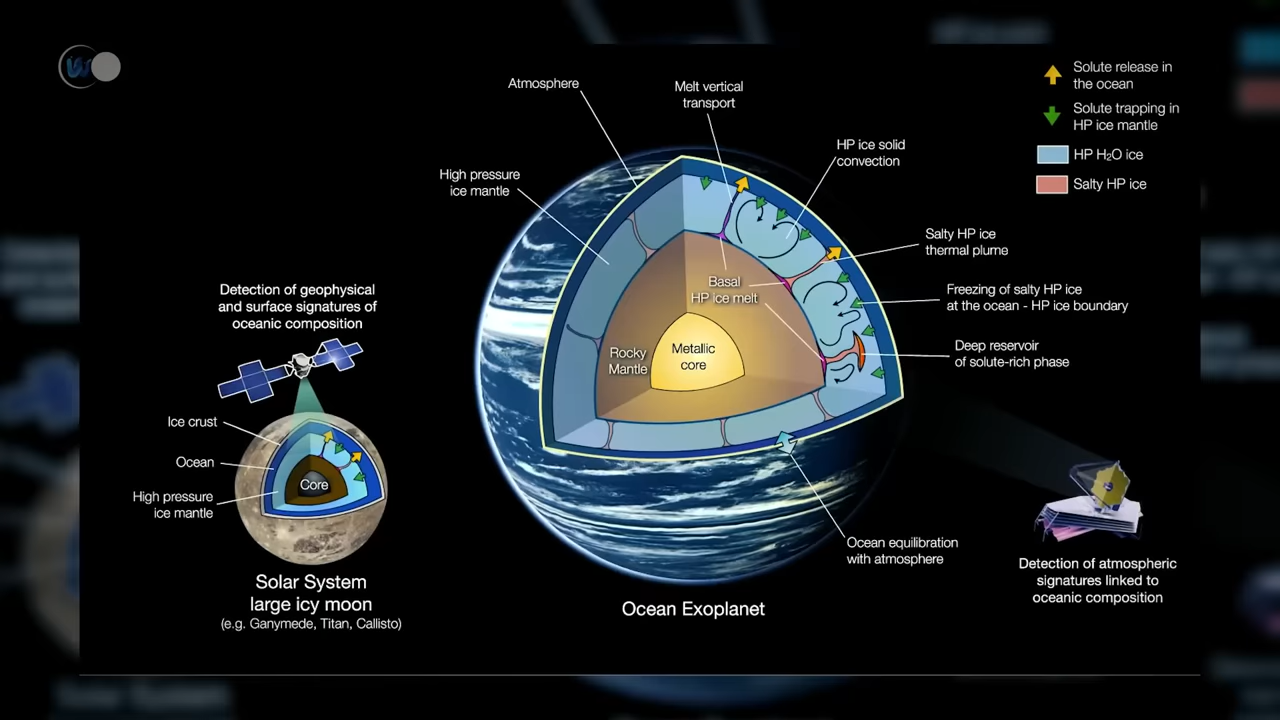 Atmosphere
Melt vertical
transport
High pressure
ice mantle
HP ice solid
convection
Solute release in
the ocean
Solute trapping in
HP ice mantle
HP H₂O ice
Salty HP ice
Salty HP ice
thermal plume
Basal
HP ice melt
Freezing of salty HP ice
at the ocean - HP ice boundary
Rocky
Mantle
Metallic
core
Deep reservoir
of solute-rich phase
Detection of geophysical
and surface signatures of
oceanic composition
Ice crust
Ocean
High pressure
ice mantle
Core
Solar System
large icy moon
(e.g. Ganymede, Titan, Callisto)
Ocean Exoplanet
Ocean equilibration
with atmosphere
Detection of atmospheric
signatures linked to
oceanic composition